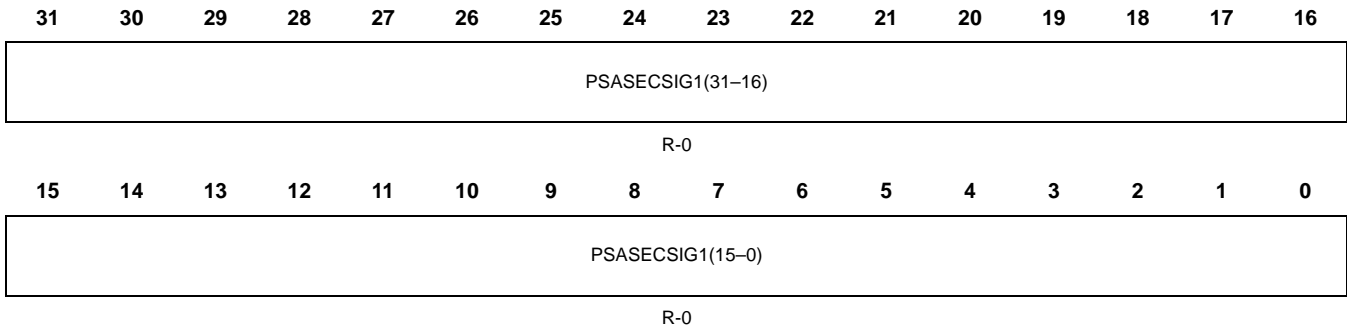 31 30 29 28 27 26 25 24 23 22 21 20 19 18 17 16
PSASECSIG1(31–16)
R-0
15 14 13 12 11 10 9 8 7 6 5 4 3 2 1 0
PSASECSIG1(15–0)
R-0